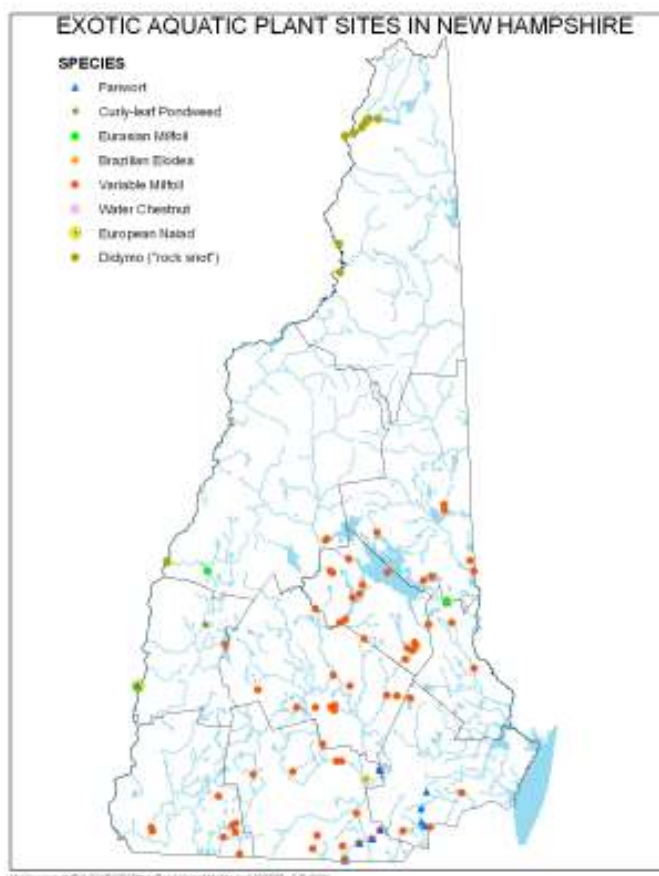 EXOTIC AQUATIC PLANT SITES IN NEW HAMPSHIRE
SPECIES
Fanwort
Curly-leaf Pondweed
Eurasian Milfoil
Brazilian Elodea
Variable Milfoil
Water Chestnut
European Naiad
Didymo ("rock snot")